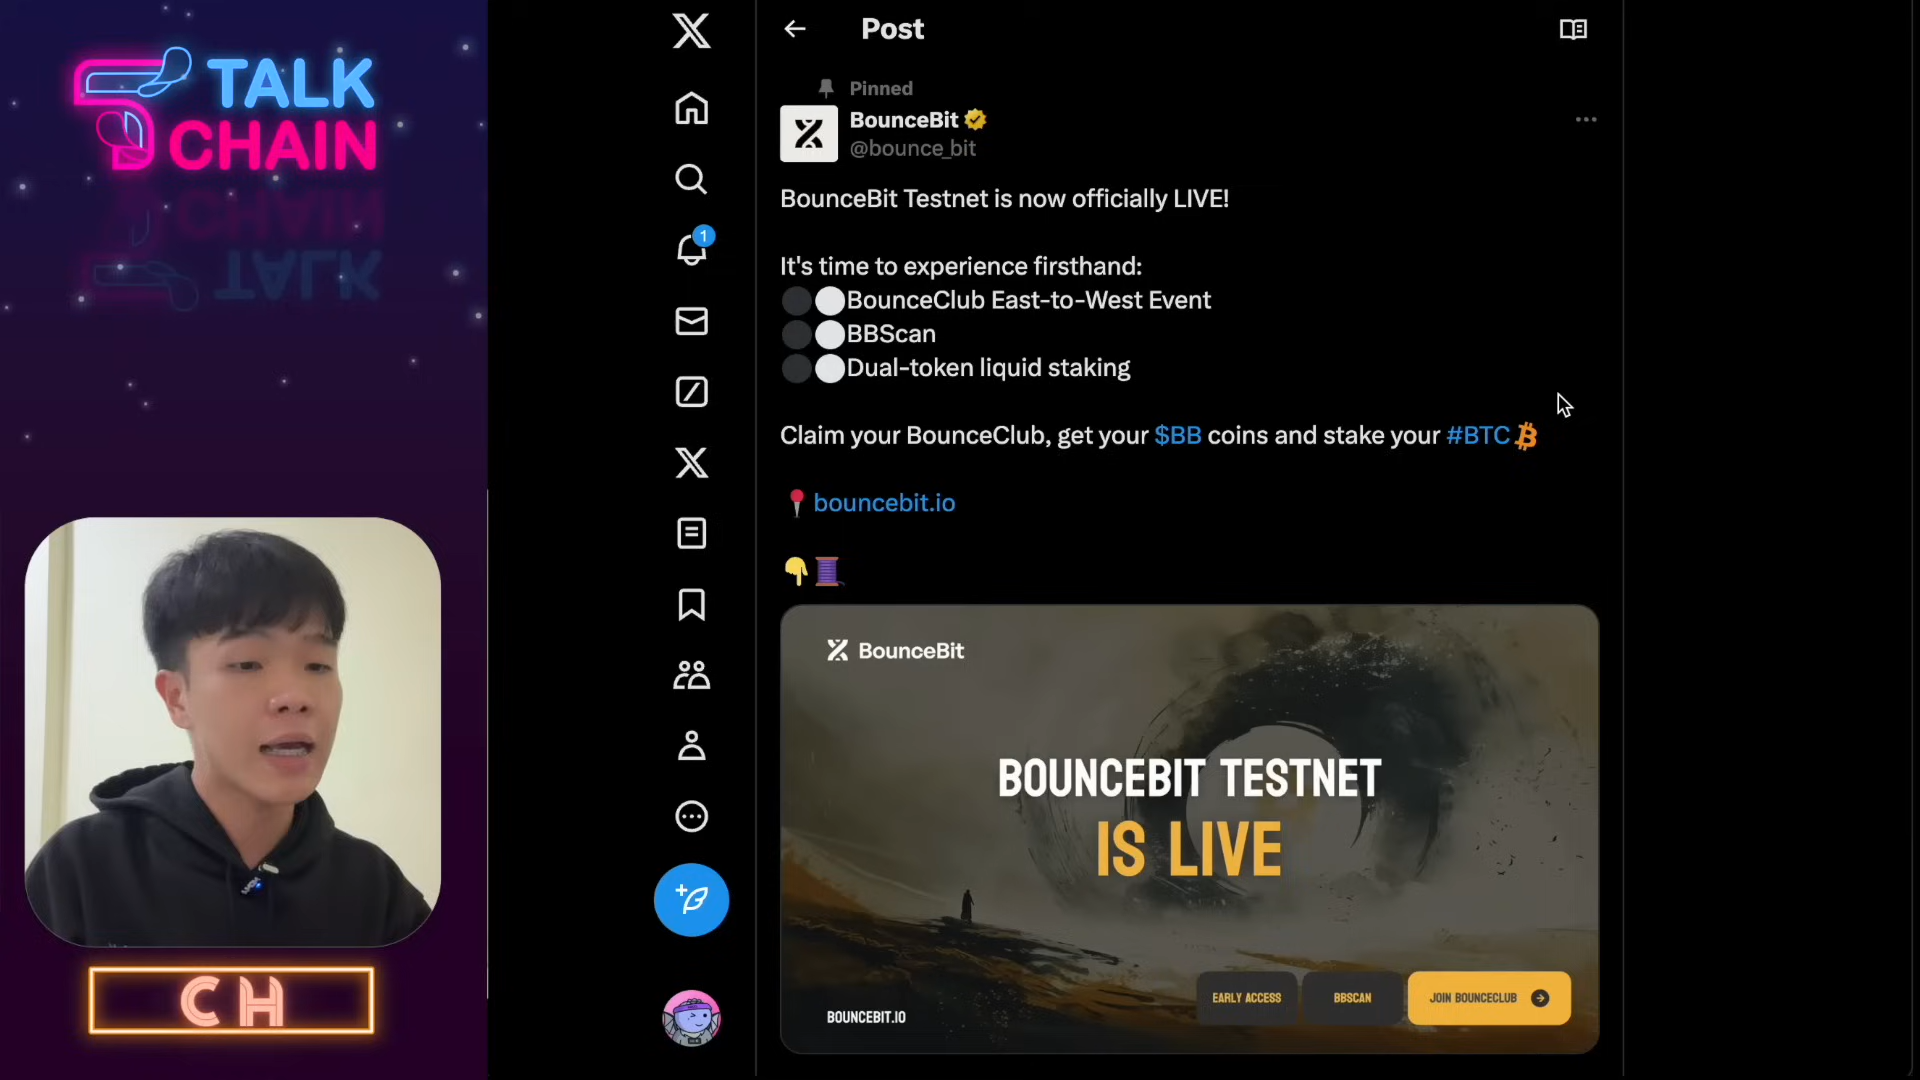 TALK
CHAIN
CH
Post
Pinned
BounceBit
@bounce_bit
BounceBit Testnet is now officially LIVE!
It's time to experience firsthand:
BounceClub East-to-West Event
BBScan
Dual-token liquid staking
Claim your BounceClub, get your $BB coins and stake your #BTC
bouncebit.io
1
BounceBit
BOUNCEBIT TESTNET
IS LIVE
EARLY ACCESS
BBSCAN
JOIN BOUNCECLUB
BOUNCEBIT.IO